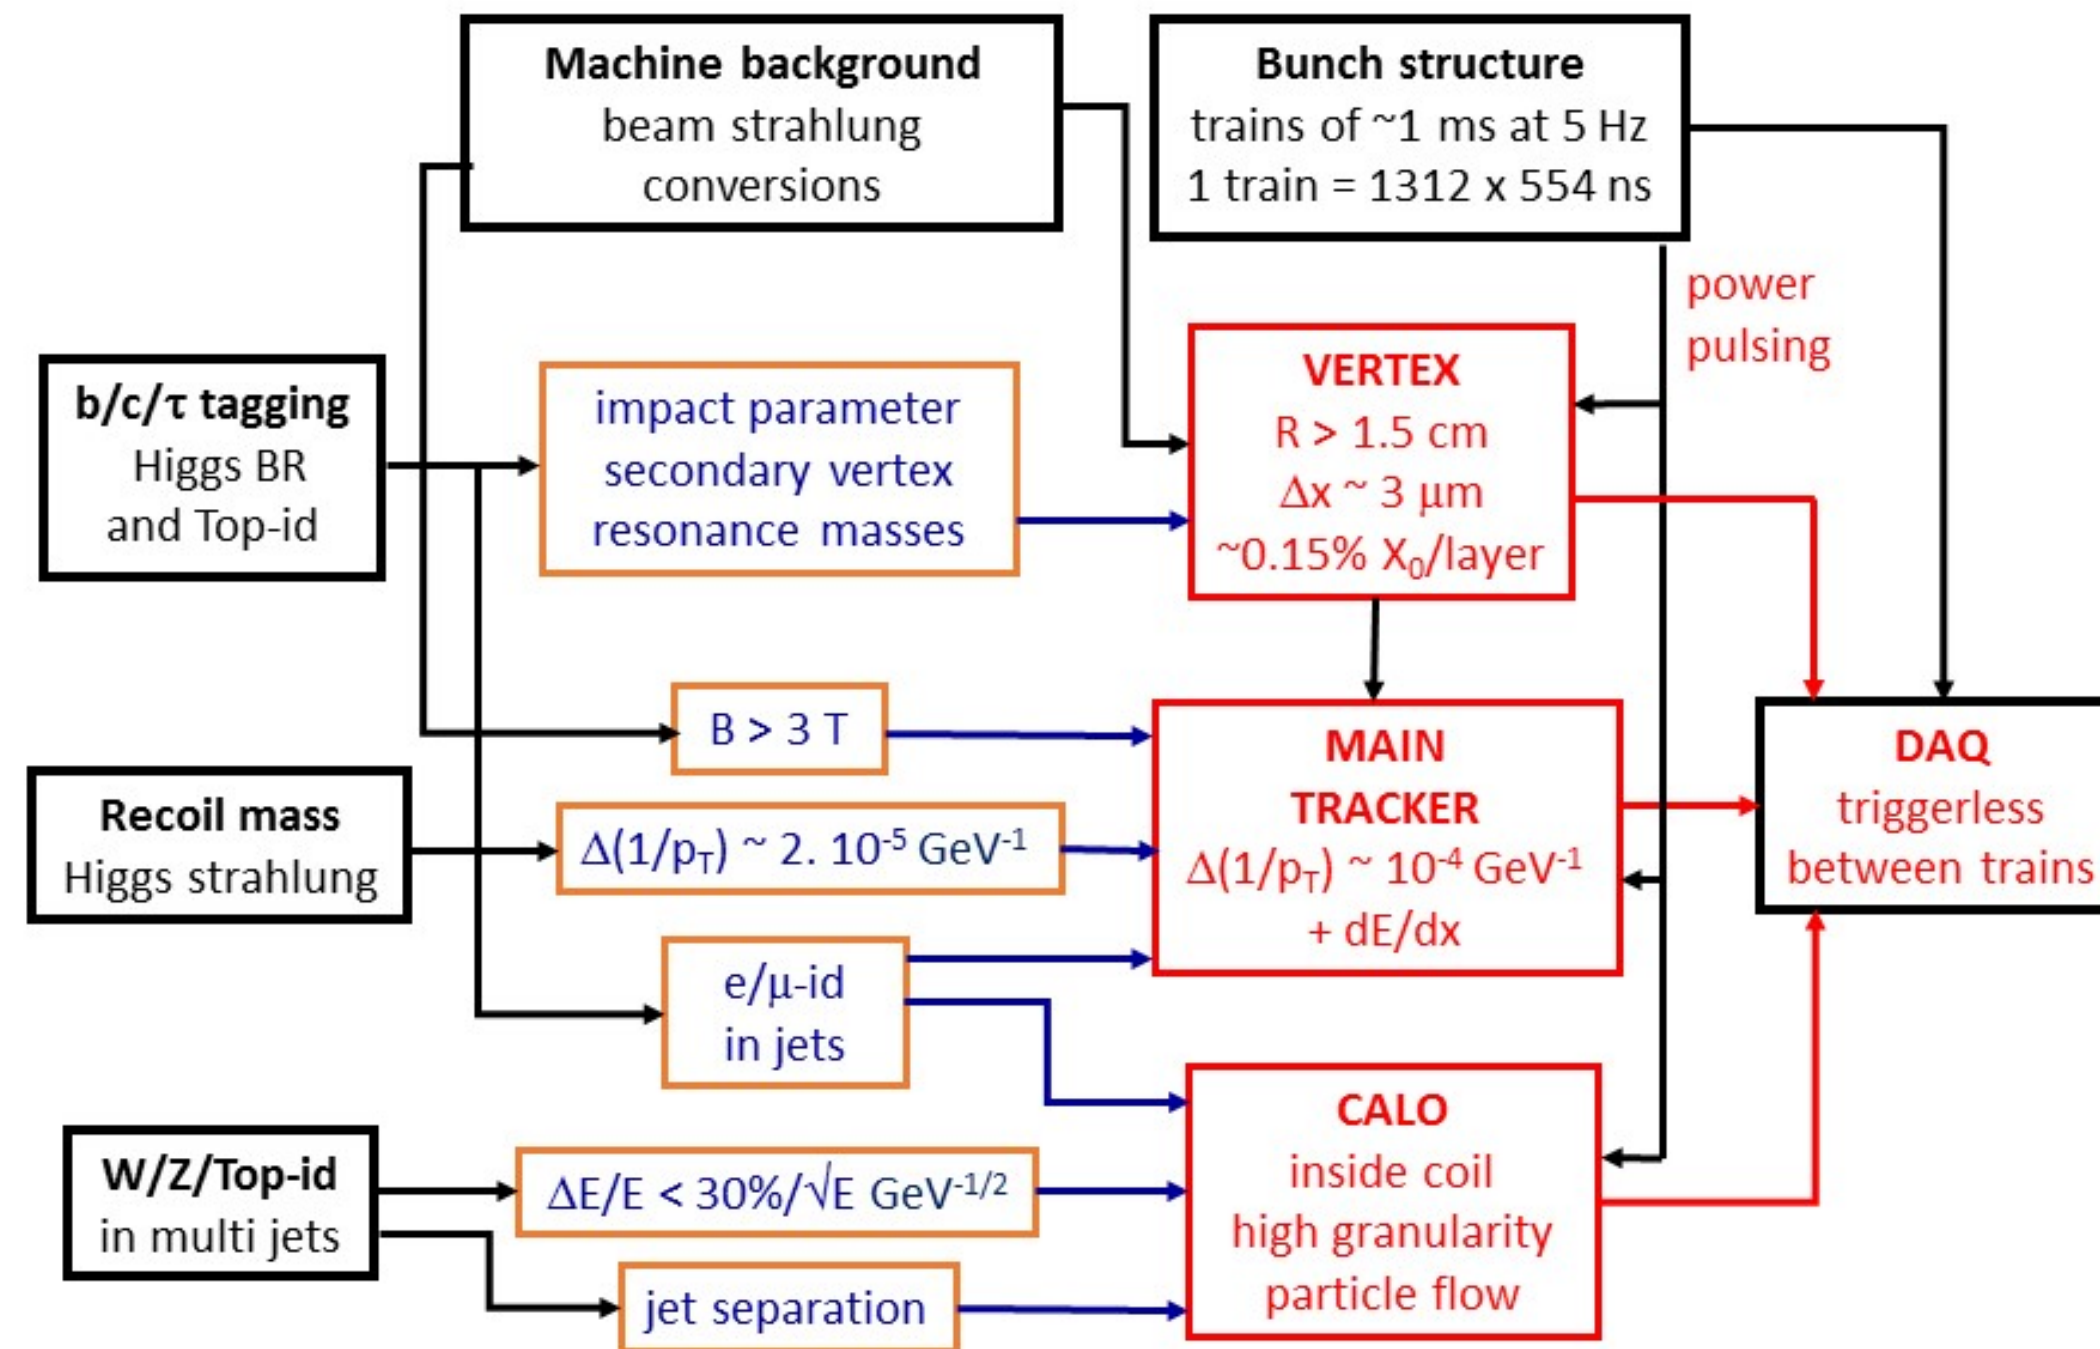 Machine background
beam strahlung
conversions
Bunch structure
trains of ~1 ms at 5 Hz
1 train = 1312 x 554 ns
power
pulsing
b/c/τ tagging
Higgs BR
and Top-id
impact parameter
secondary vertex
resonance masses
VERTEX
R > 1.5 cm
Δx ~ 3 μm
~0.15% X₀/layer
B > 3 T
Recoil mass
Higgs strahlung
Δ(1/p_T) ~ 2. 10⁻⁵ GeV⁻¹
MAIN
TRACKER
Δ(1/p_T) ~ 10⁻⁴ GeV⁻¹
+ dE/dx
DAQ
triggerless
between trains
e/μ-id
in jets
W/Z/Top-id
in multi jets
ΔE/E < 30%/√E GeV⁻¹/²
jet separation
CALO
inside coil
high granularity
particle flow